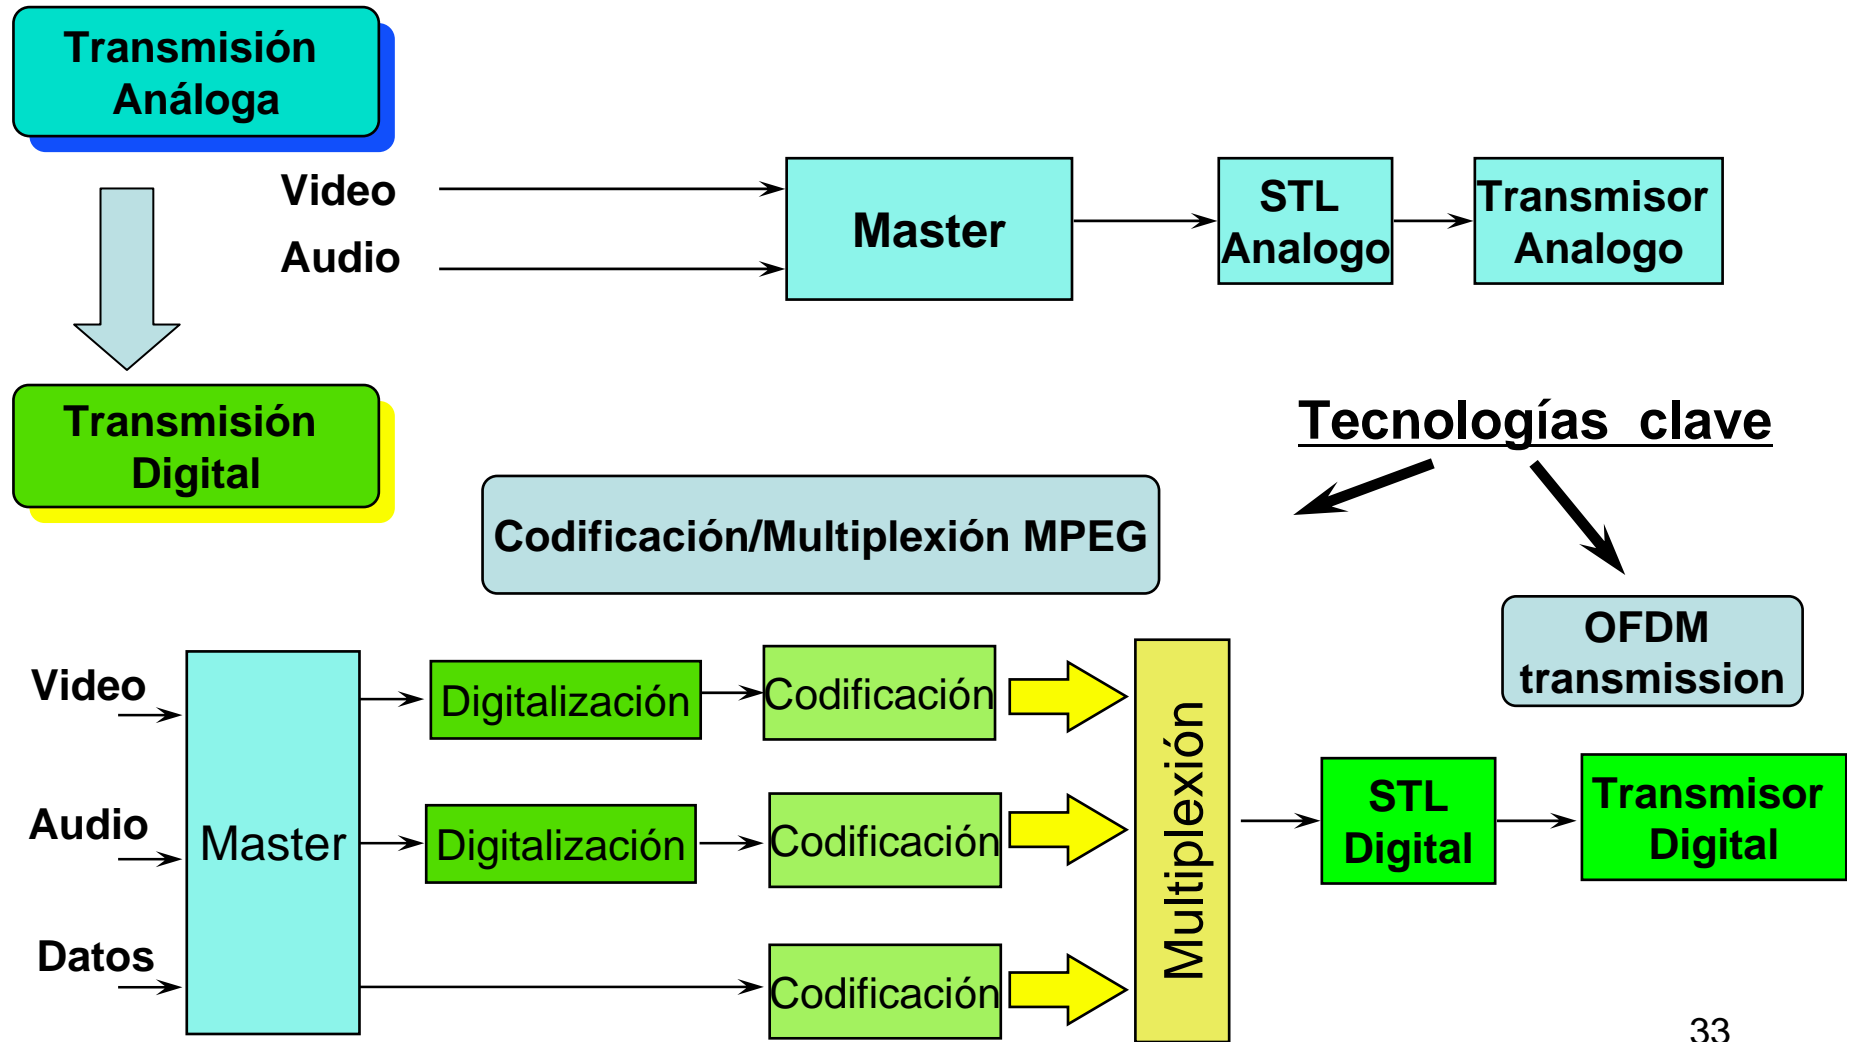 Transmisión
Análoga
Video
Audio
Master
STL
Analogo
Transmisor
Analogo
Transmisión
Digital
Tecnologías clave
Codificación/Multiplexión MPEG
OFDM
transmission
Video
Audio
Datos
Master
Digitalización
Codificación
Digitalización
Codificación
Codificación
Multiplexión
STL
Digital
Transmisor
Digital
33